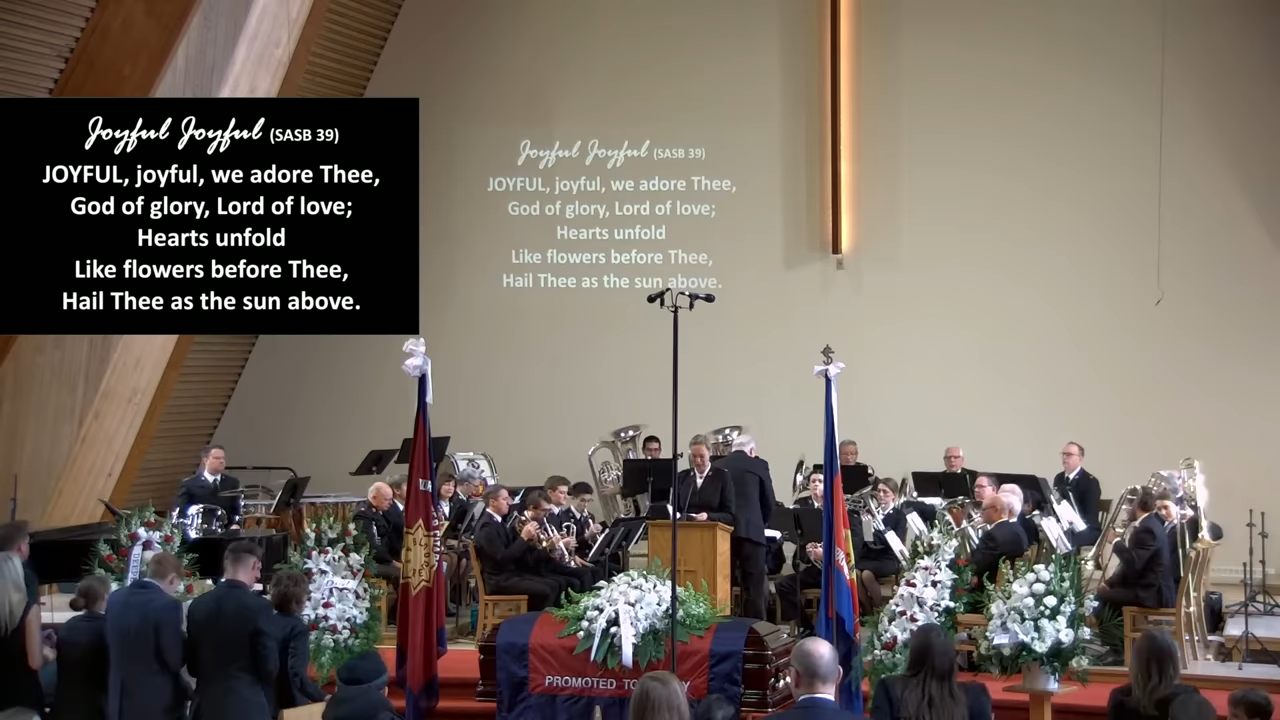 Joyful Joyful (SASB 39)
JOYFUL, joyful, we adore Thee,
God of glory, Lord of love;
Hearts unfold
Like flowers before Thee,
Hail Thee as the sun above.
Joyful Joyful (SASB 39)
JOYFUL, joyful, we adore Thee,
God of glory, Lord of love;
Hearts unfold
Like flowers before Thee,
Hail Thee as the sun above.
PROMOTED TO